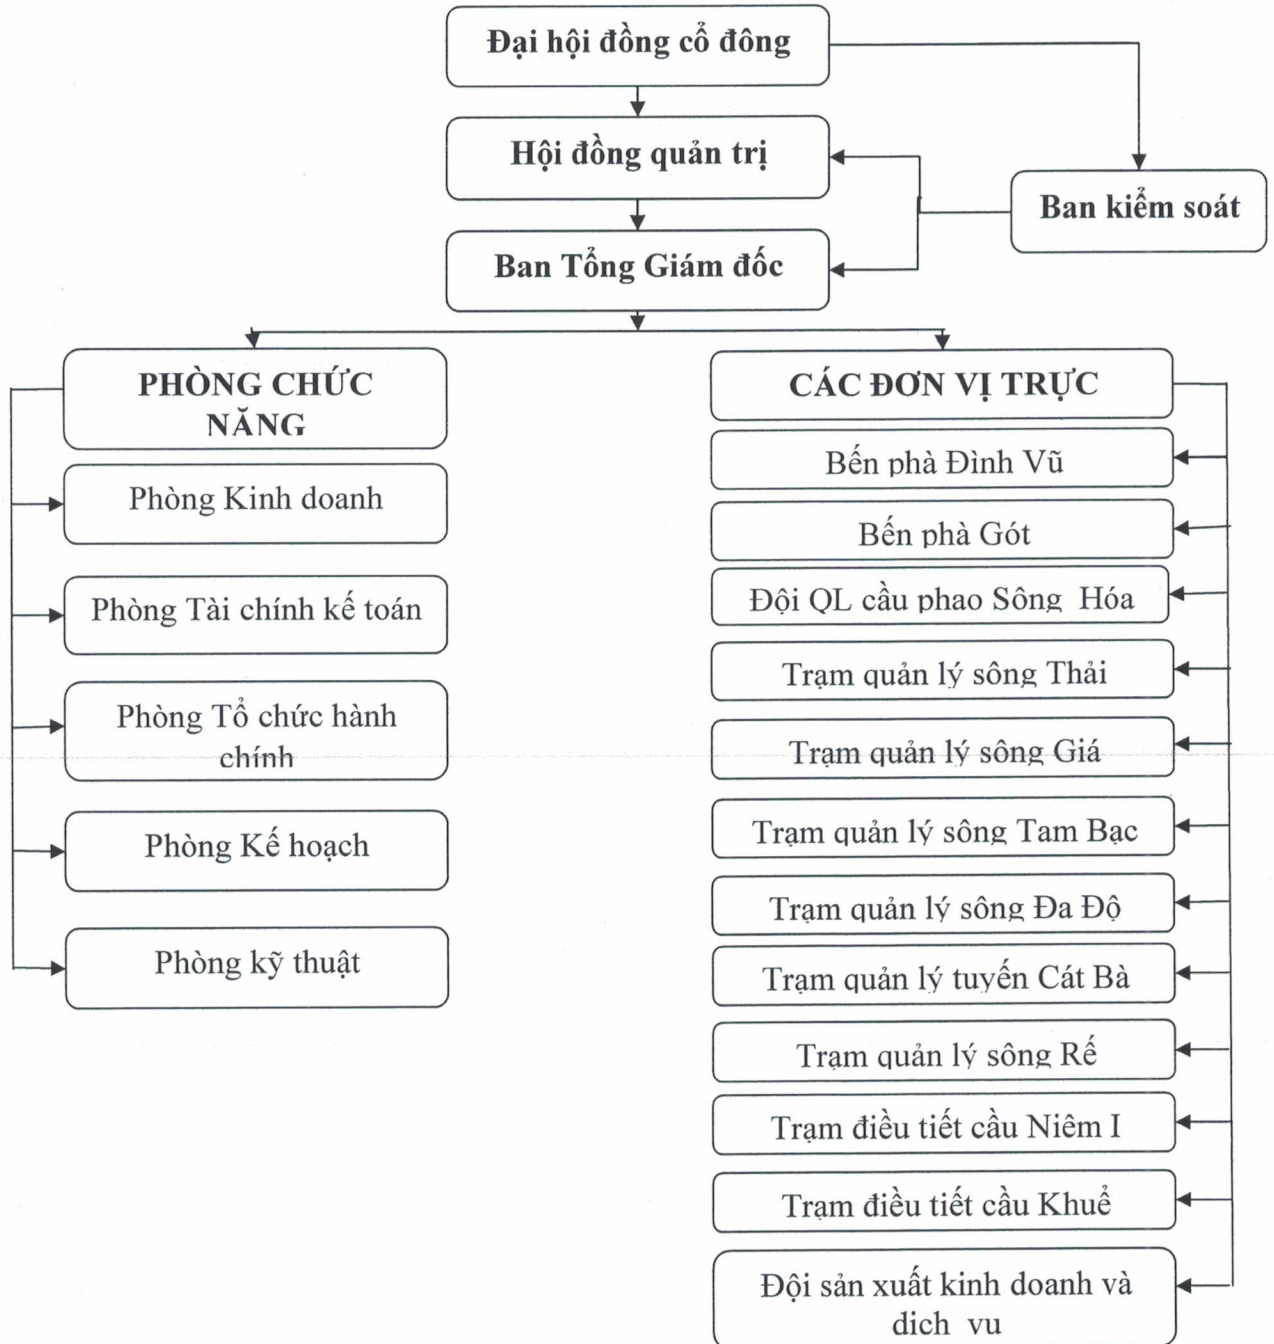 Đại hội đồng cổ đông
Hội đồng quản trị
Ban kiểm soát
Ban Tổng Giám đốc
PHÒNG CHỨC
NĂNG
Phòng Kinh doanh
Phòng Tài chính kế toán
Phòng Tổ chức hành
chính
Phòng Kế hoạch
Phòng kỹ thuật
CÁC ĐƠN VỊ TRỰC
Bến phà Đình Vũ
Bến phà Gót
Đội QL cầu phao Sông Hóa
Trạm quản lý sông Thải
Trạm quản lý sông Giá
Trạm quản lý sông Tam Bạc
Trạm quản lý sông Đa Độ
Trạm quản lý tuyến Cát Bà
Trạm quản lý sông Rế
Trạm điều tiết cầu Niêm I
Trạm điều tiết cầu Khuể
Đội sản xuất kinh doanh và
dịch vụ